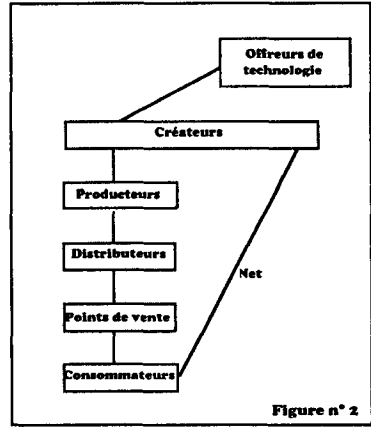 Offreurs de
technologie
Créateurs
Producteurs
Distributeurs
Net
Points de vente
Consommateurs
Figure n° 2